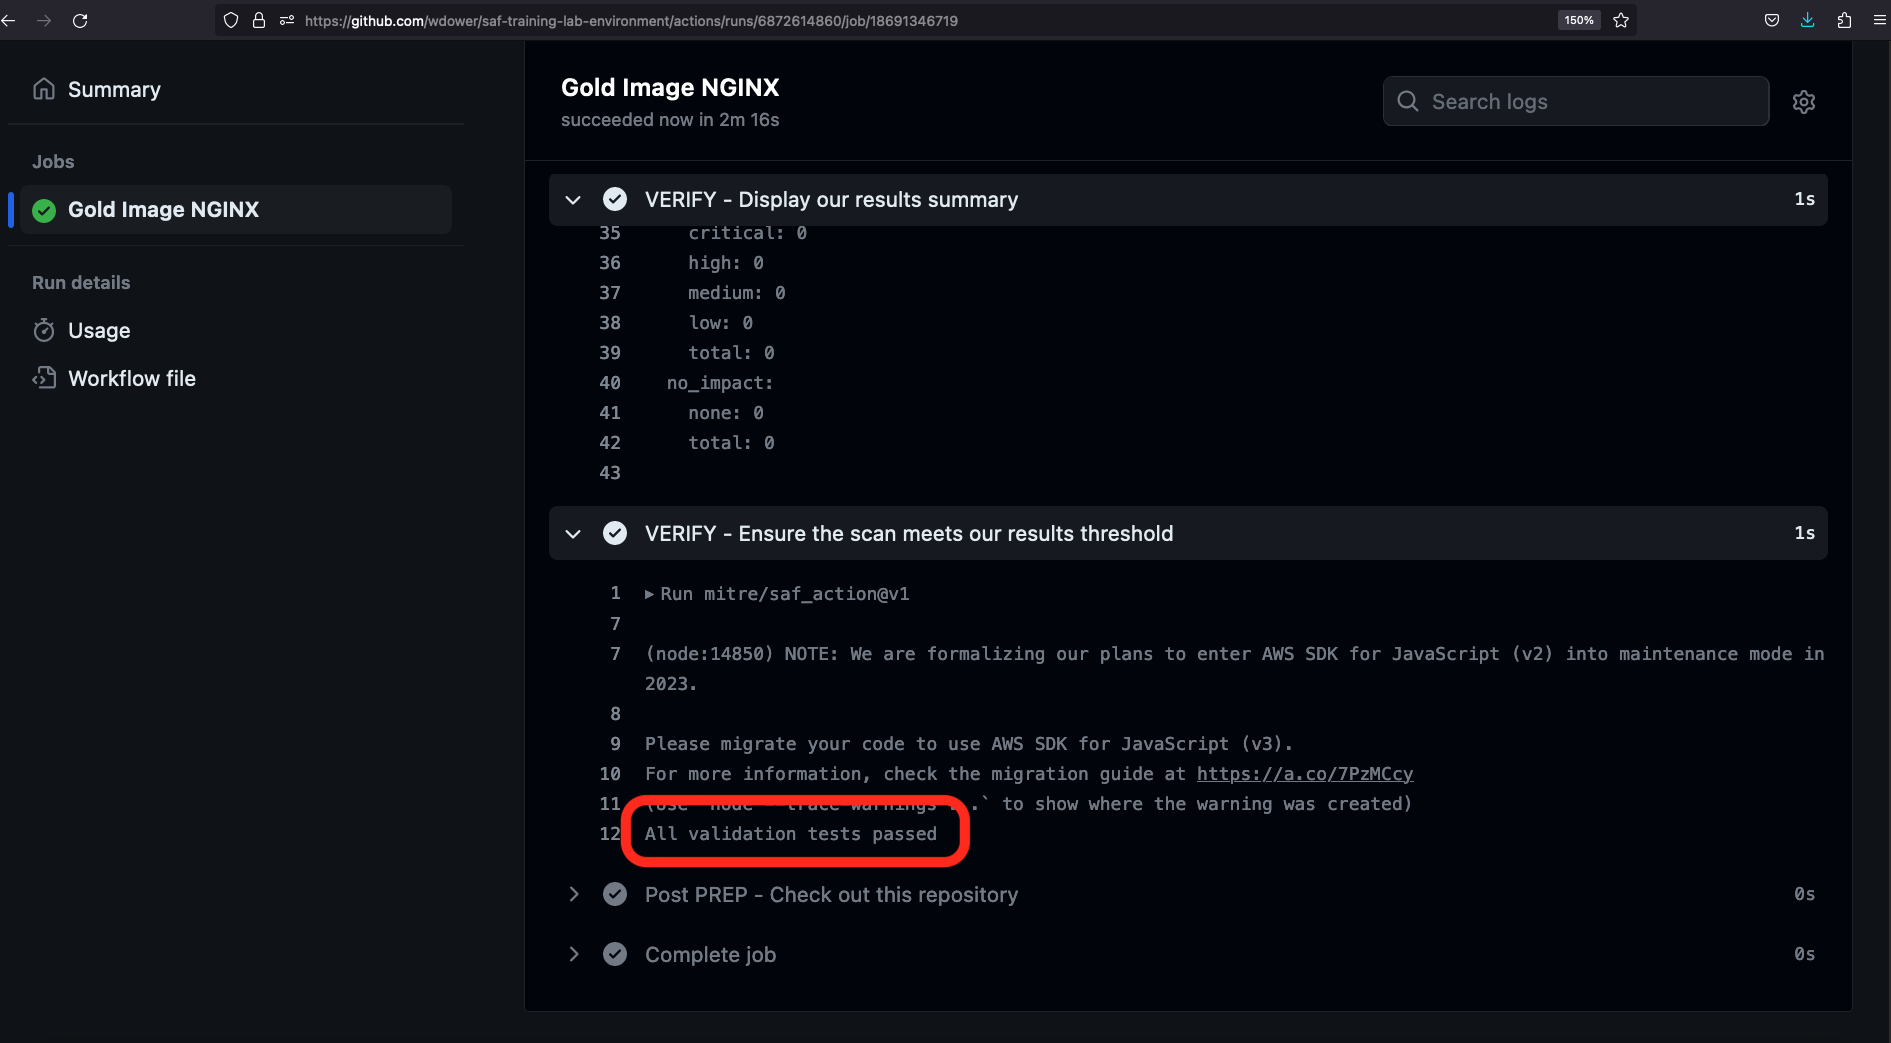 https://github.com/wdower/saf-training-lab-environment/actions/runs/6872614860/job/18691346719
150%
Summary
Jobs
Gold Image NGINX
Run details
Usage
Workflow file
Gold Image NGINX
succeeded now in 2m 16s
Search logs
VERIFY - Display our results summary 1s
35 critical: 0
36 high: 0
37 medium: 0
38 low: 0
39 total: 0
40 no_impact:
41 none: 0
42 total: 0
43
VERIFY - Ensure the scan meets our results threshold 1s
1 Run mitre/saf_action@v1
7
7 (node:14850) NOTE: We are formalizing our plans to enter AWS SDK for JavaScript (v2) into maintenance mode in
2023.
8
9 Please migrate your code to use AWS SDK for JavaScript (v3).
10 For more information, check the migration guide at https://a.co/7PzMCcy
11 (Use `node --trace-warnings ...` to show where the warning was created)
12 All validation tests passed
Post PREP - Check out this repository 0s
Complete job 0s